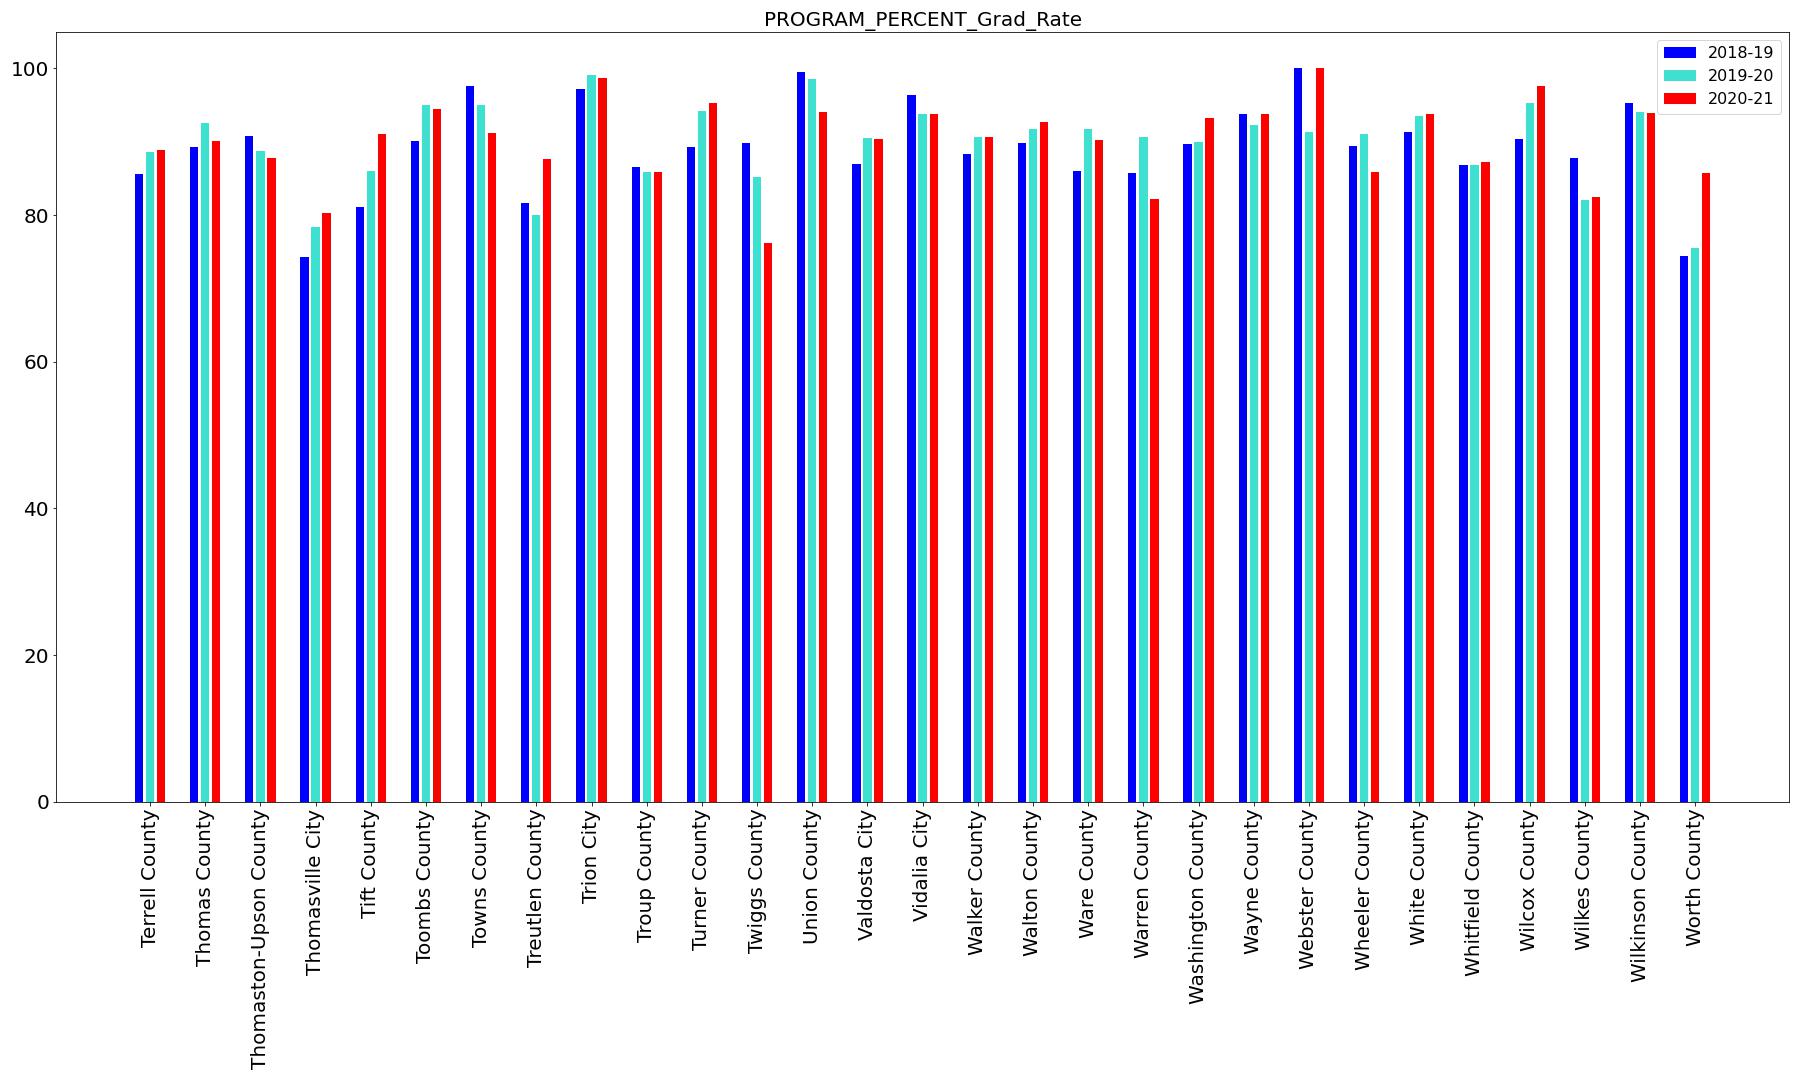 PROGRAM_PERCENT_Grad_Rate
2018-19
2019-20
2020-21
100
80
60
40
20
0
Terrell County
Thomas County
Thomaston-Upson County
Thomasville City
Tift County
Toombs County
Towns County
Treutlen County
Trion City
Troup County
Turner County
Twiggs County
Union County
Valdosta City
Vidalia City
Walker County
Walton County
Ware County
Warren County
Washington County
Wayne County
Webster County
Wheeler County
White County
Whitfield County
Wilcox County
Wilkes County
Wilkinson County
Worth County